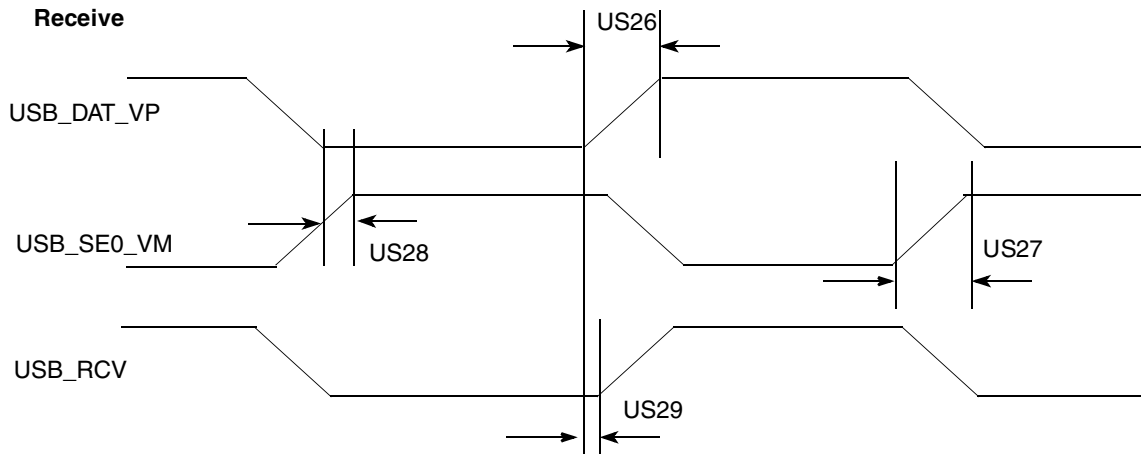 Receive
US26
USB_DAT_VP
USB_SE0_VM
US28
US27
USB_RCV
US29